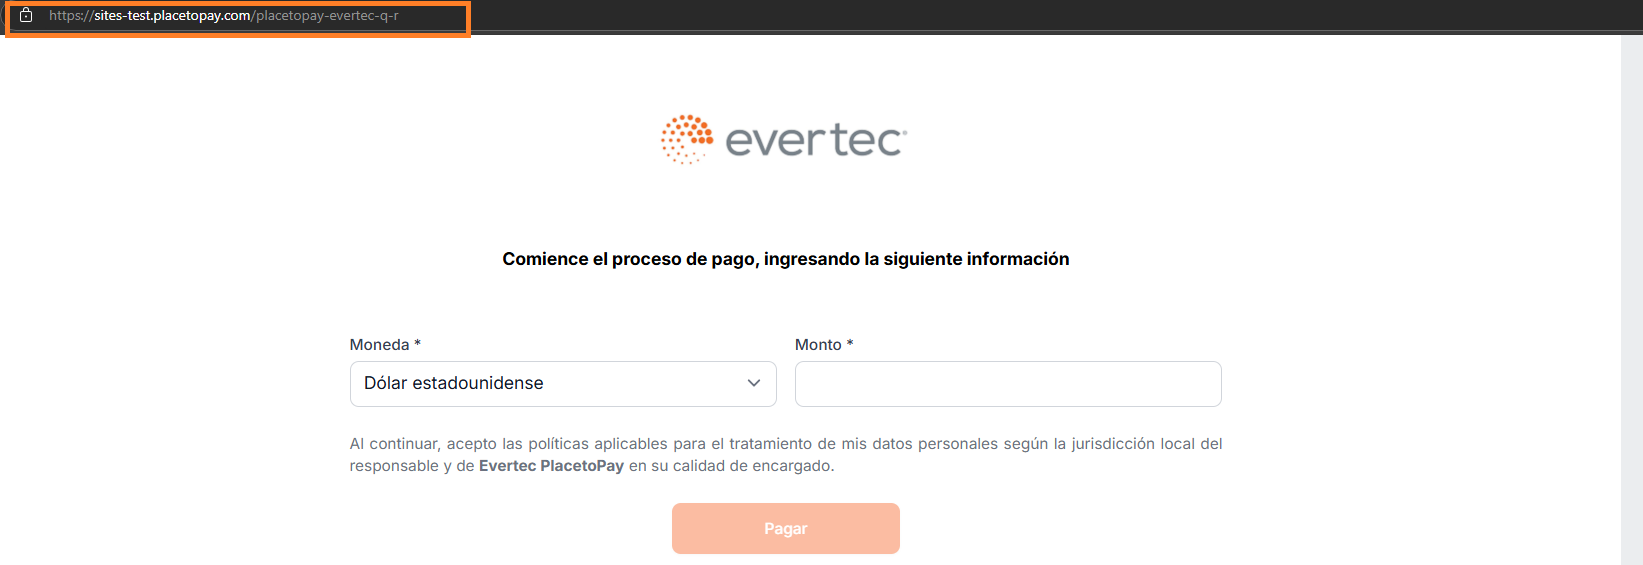 https://sites-test.placetopay.com/placetopay-evertec-q-r
evertec
Comience el proceso de pago, ingresando la siguiente información
Moneda * Monto *
Dólar estadounidense
Al continuar, acepto las políticas aplicables para el tratamiento de mis datos personales según la jurisdicción local del
responsable y de Evertec PlacetoPay en su calidad de encargado.
Pagar